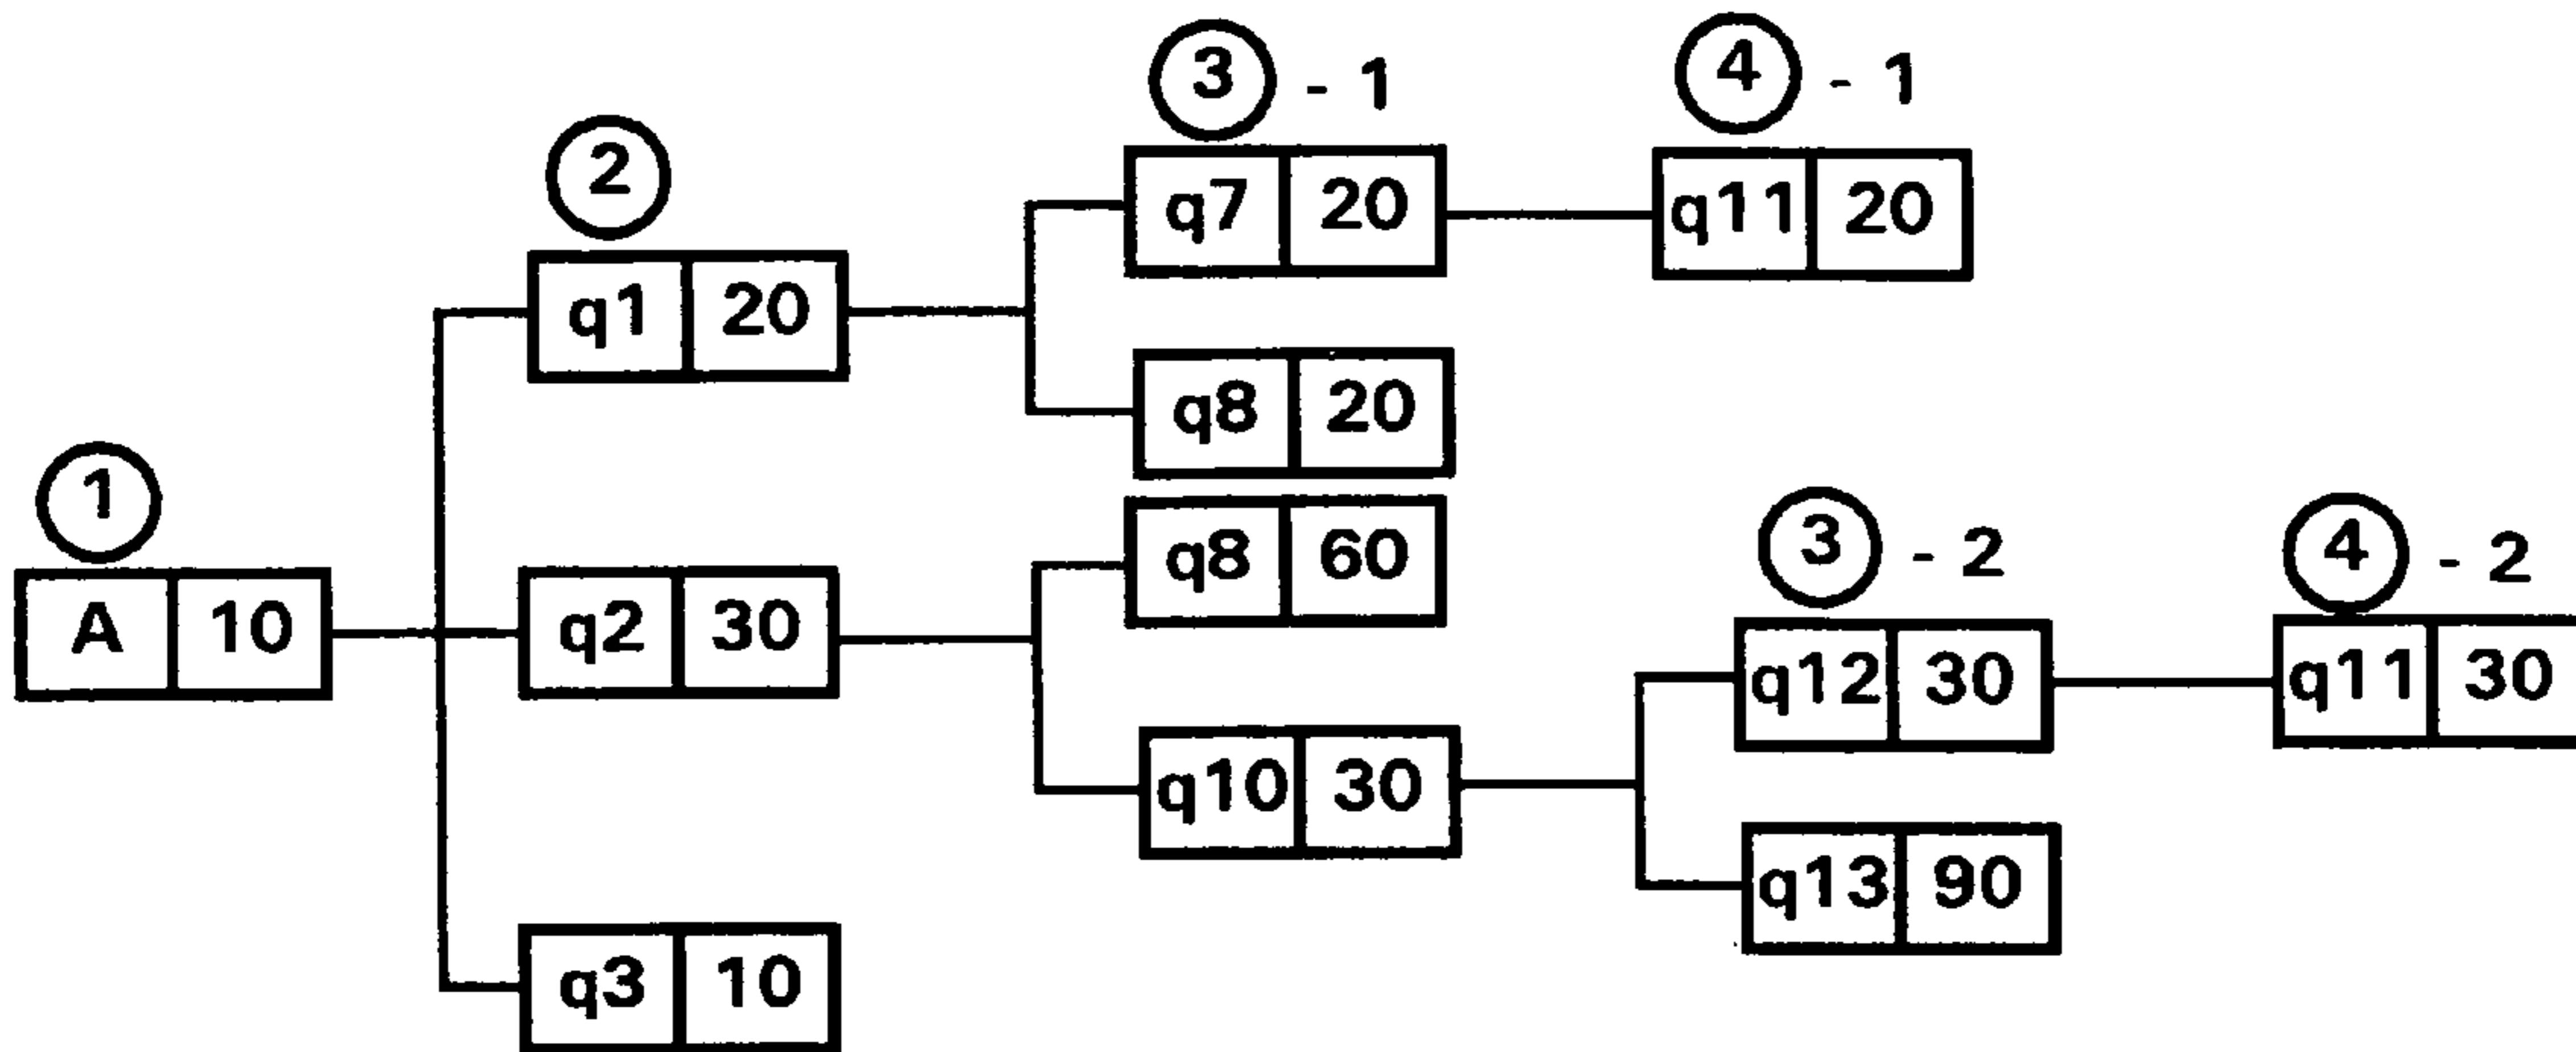 ③ - 1
④ - 1
②
q7 20
q11 20
q1 20
q8 20
①
q8 60
③ - 2
④ - 2
A 10
q2 30
q12 30
q11 30
q10 30
q13 90
q3 10